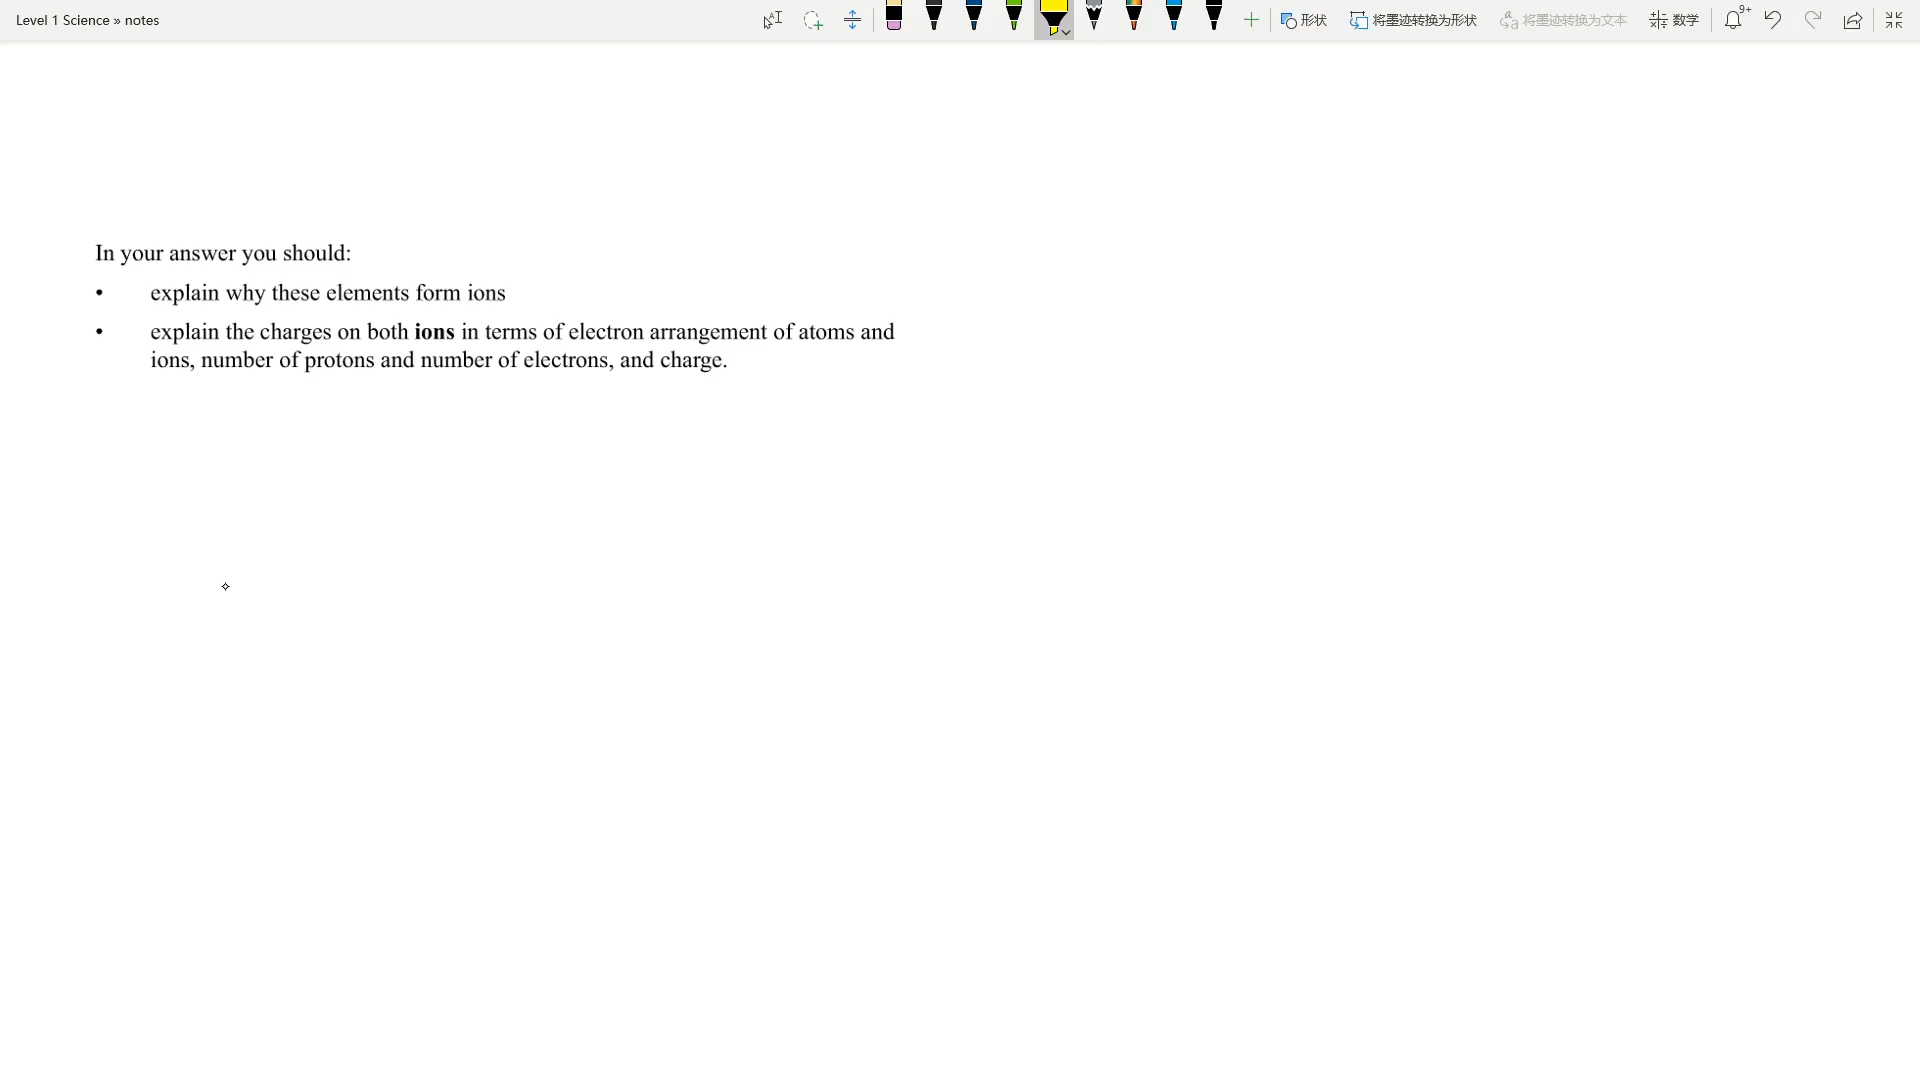 Level 1 Science » notes
形状
将墨迹转换为形状
将墨迹转换为文本
数学
9+
In your answer you should:
• explain why these elements form ions
• explain the charges on both ions in terms of electron arrangement of atoms and
ions, number of protons and number of electrons, and charge.